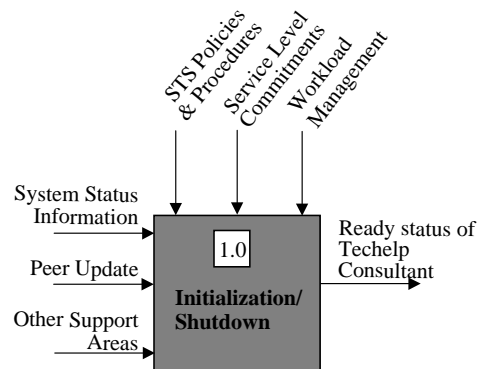 STS Policies
& Procedures
Service Level
Commitments
Workload
Management
System Status
Information
Peer Update
Other Support
Areas
1.0
Initialization/
Shutdown
Ready status of
Techelp
Consultant